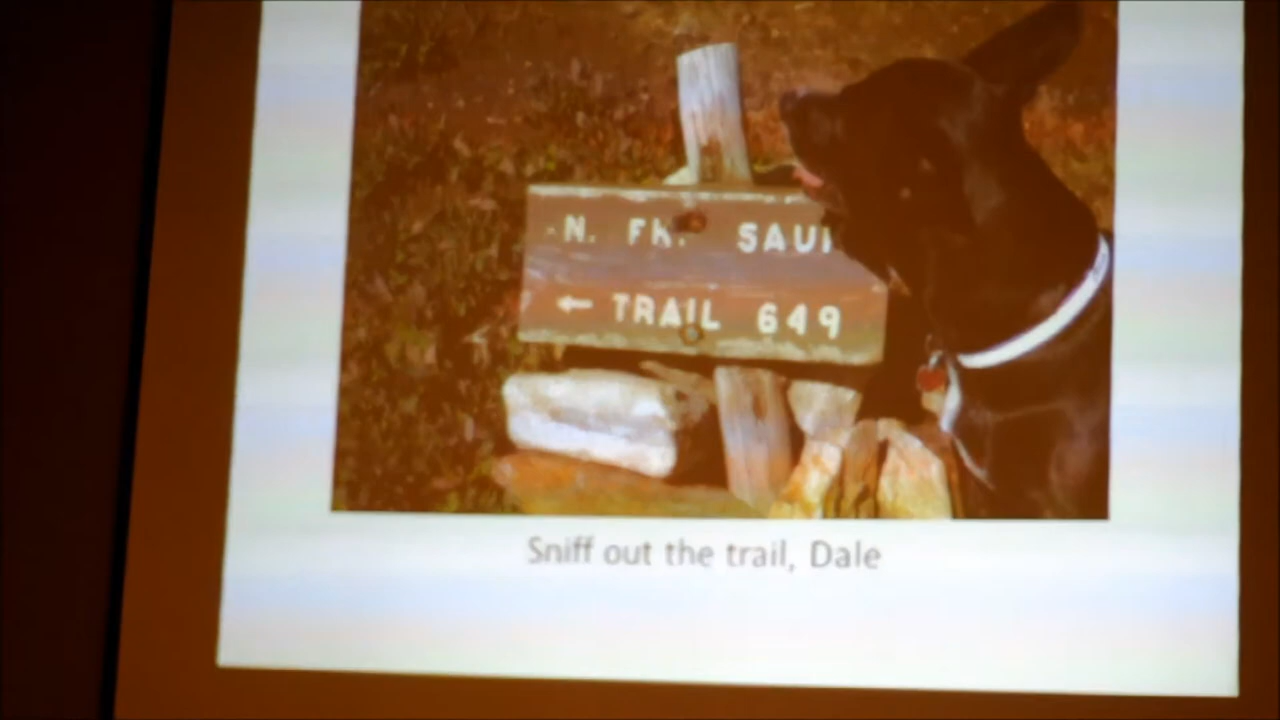 N. FK. SAU
← TRAIL 649
Sniff out the trail, Dale